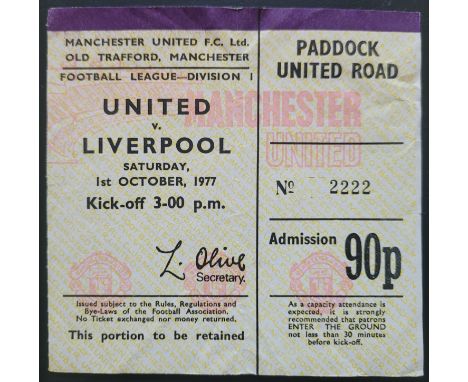 MANCHESTER UNITED F.C. Ltd.
OLD TRAFFORD, MANCHESTER
FOOTBALL LEAGUE—DIVISION 1
UNITED
v.
LIVERPOOL
SATURDAY,
1st OCTOBER, 1977
Kick-off 3-00 p.m.
L. Olive
Secretary.
Issued subject to the Rules, Regulations and
Bye-Laws of the Football Association.
No Ticket exchanged nor money returned.
This portion to be retained
PADDOCK
UNITED ROAD
MANCHESTER
UNITED
Nº 2222
Admission 90p
As a capacity attendance is
expected, it is strongly
recommended that patrons
ENTER THE GROUND
not less than 30 minutes
before kick-off.